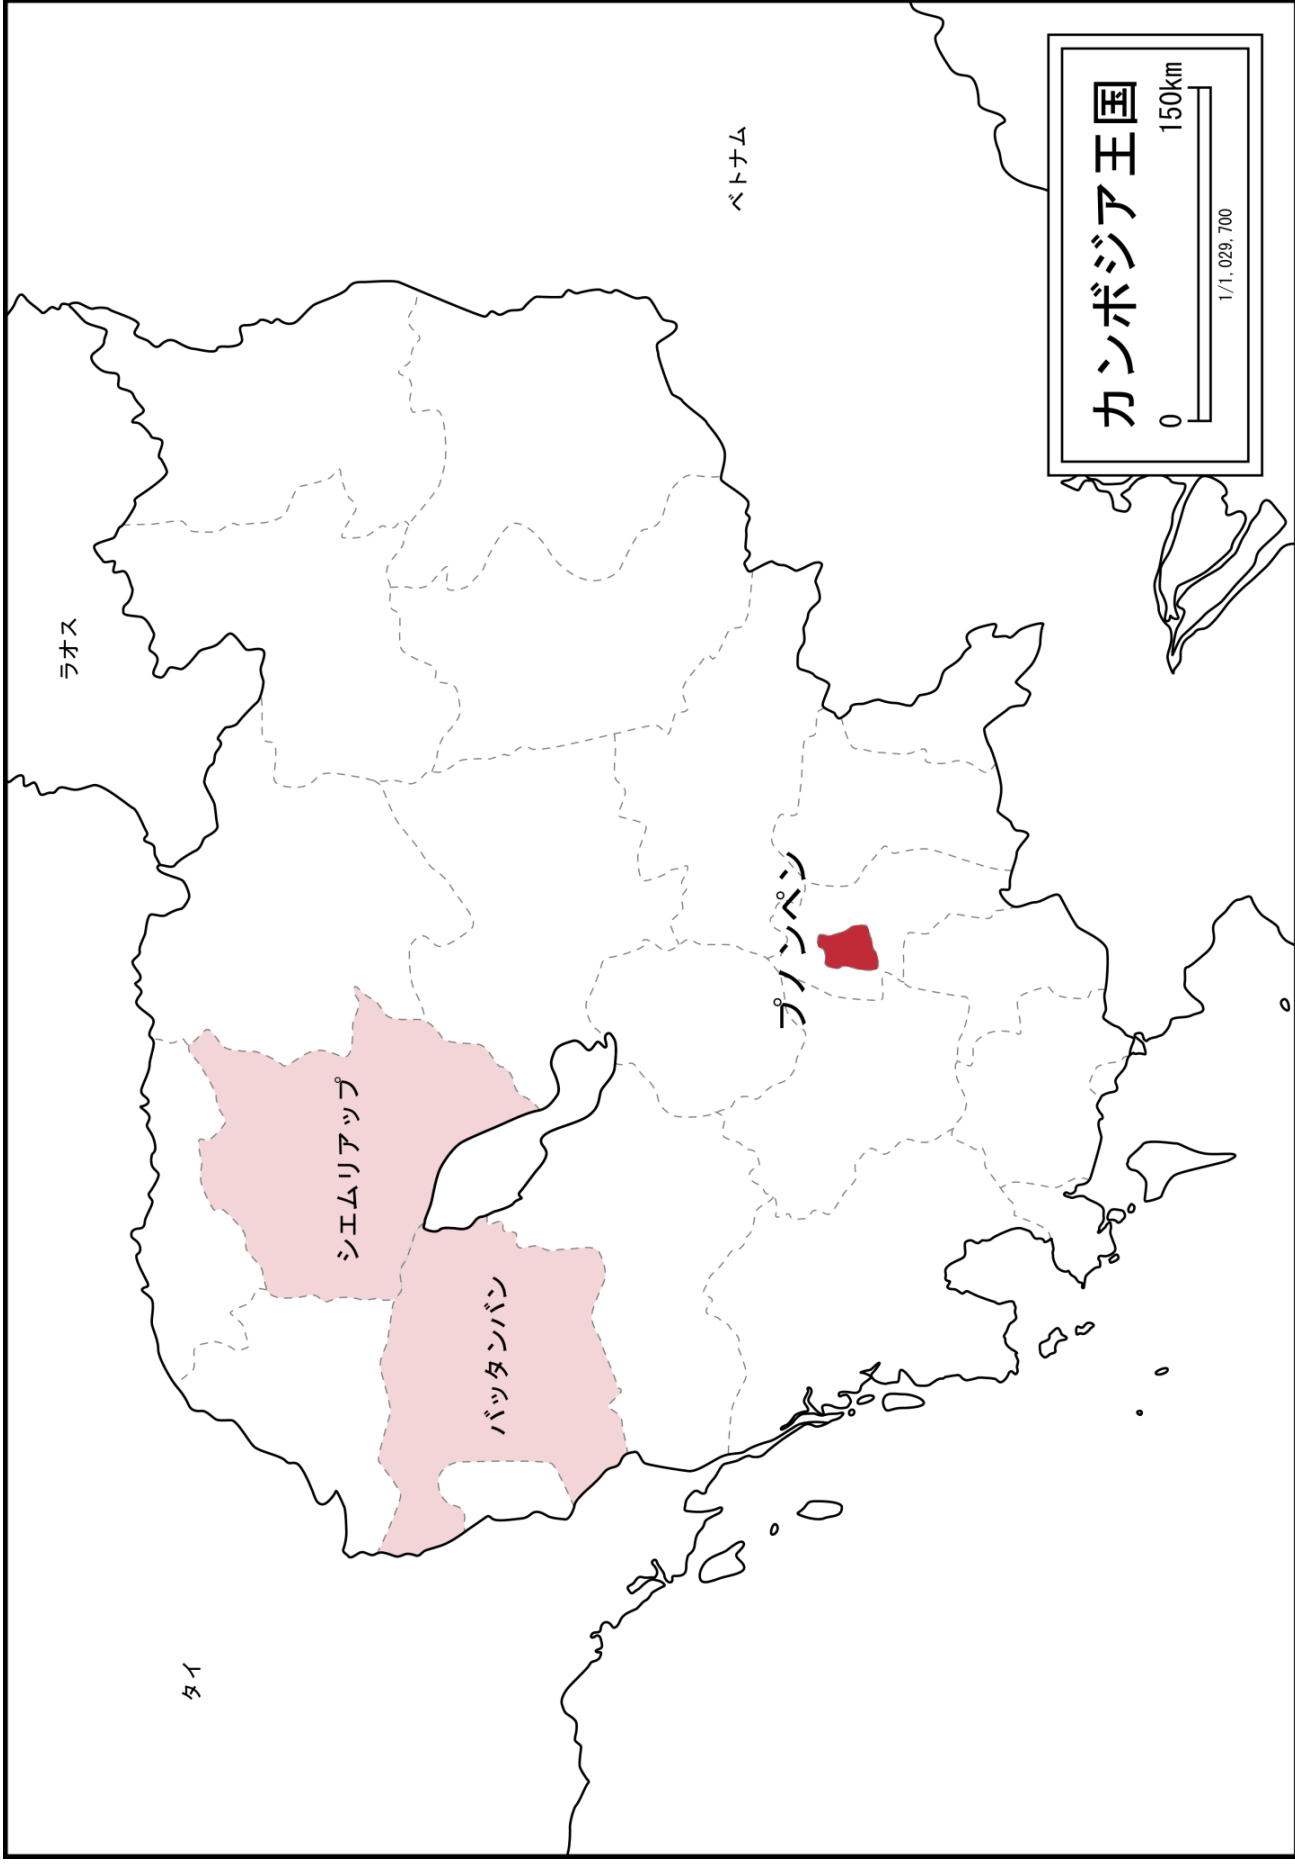 ラオス
タイ
ベトナム
シェムリアップ
バッタンバン
プノンペン
カンボジア王国
0 150km
1/1,029,700